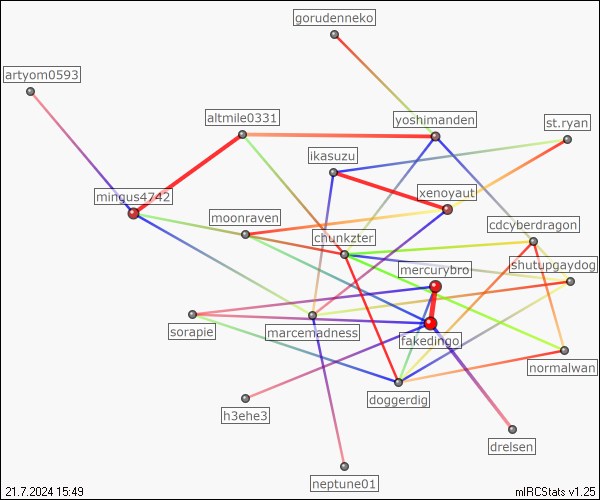 gorudenneko
artyom0593
altmile0331
yoshimanden
st.ryan
ikasuzu
xenoyaut
mingus4742
moonraven
cdcyberdragon
chunkzter
mercurybro
shutupgaydog
sorapie
marcemadness
fakedingo
normalwan
doggerdig
h3ehe3
drelsen
neptune01
21.7.2024 15:49
mIRCStats v1.25